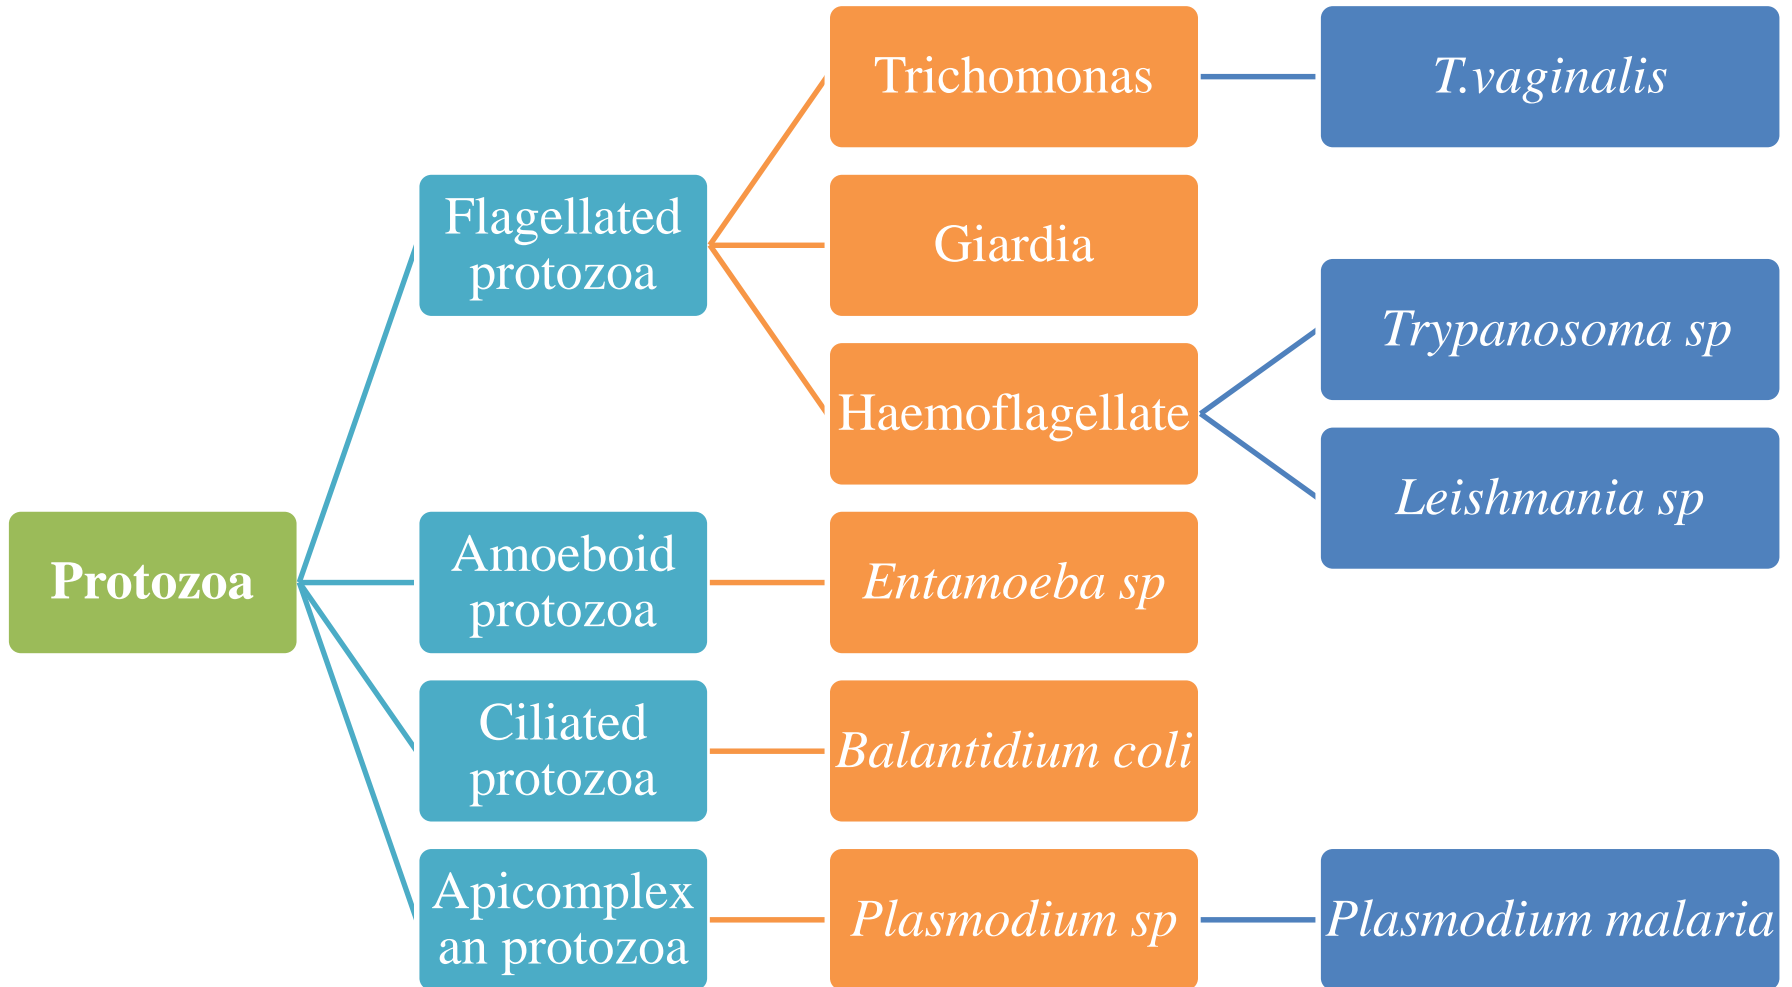 Protozoa
Flagellated
protozoa
Trichomonas
T.vaginalis
Giardia
Haemoflagellate
Trypanosoma sp
Leishmania sp
Amoeboid
protozoa
Entamoeba sp
Ciliated
protozoa
Balantidium coli
Apicomplex
an protozoa
Plasmodium sp
Plasmodium malaria